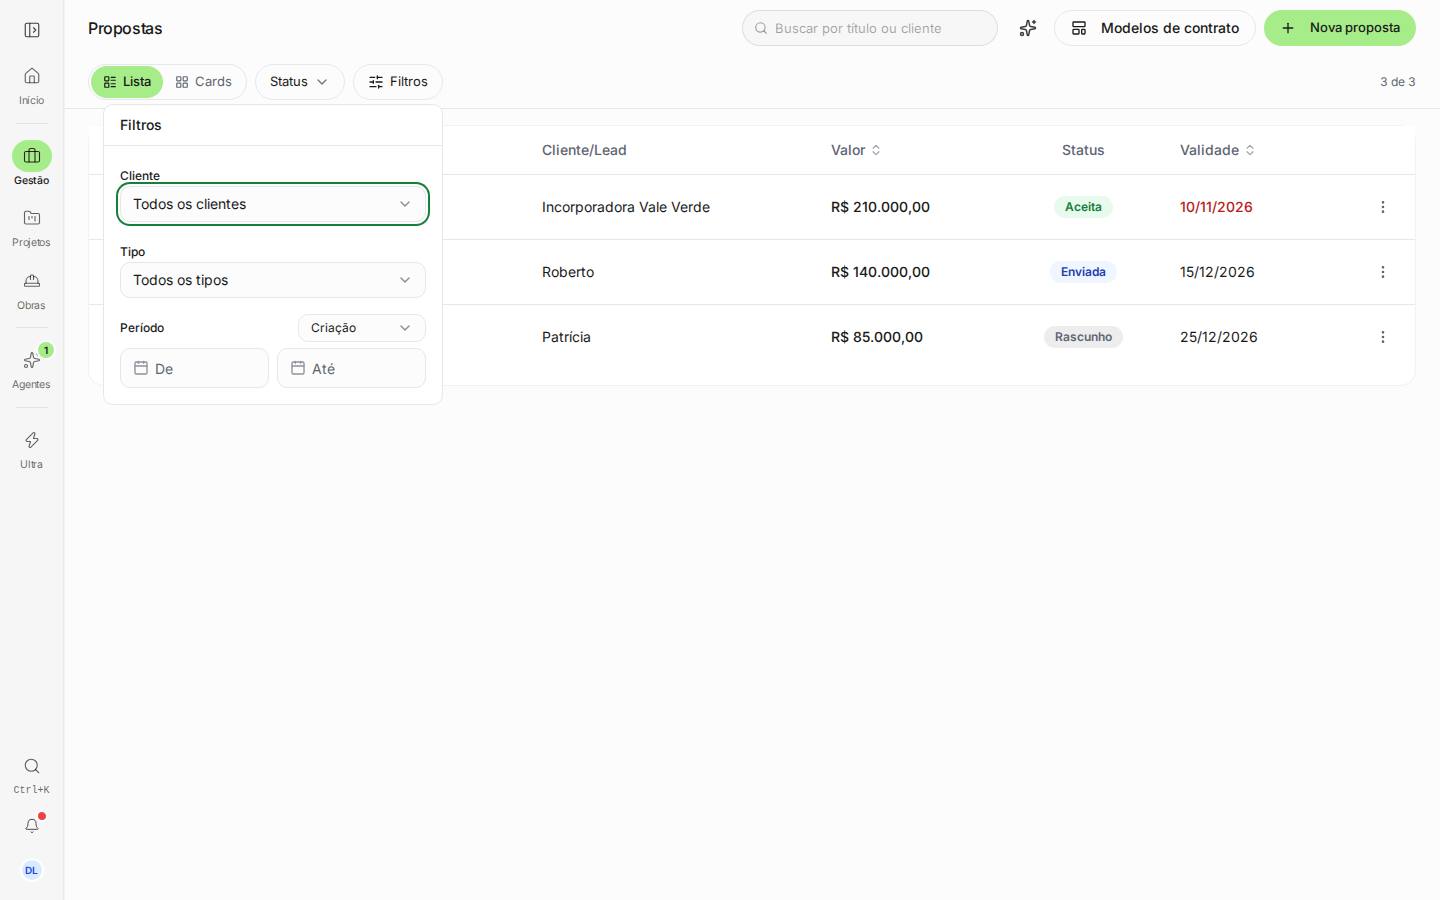 Propostas
Buscar por título ou cliente
Modelos de contrato
Nova proposta
Lista
Cards
Status
Filtros
3 de 3
Início
Gestão
Projetos
Obras
1
Agentes
Ultra
Ctrl+K
DL
Filtros
Cliente
Todos os clientes
Tipo
Todos os tipos
Período
Criação
De
Até
Cliente/Lead
Valor
Status
Validade
Incorporadora Vale Verde
R$ 210.000,00
Aceita
10/11/2026
Roberto
R$ 140.000,00
Enviada
15/12/2026
Patrícia
R$ 85.000,00
Rascunho
25/12/2026